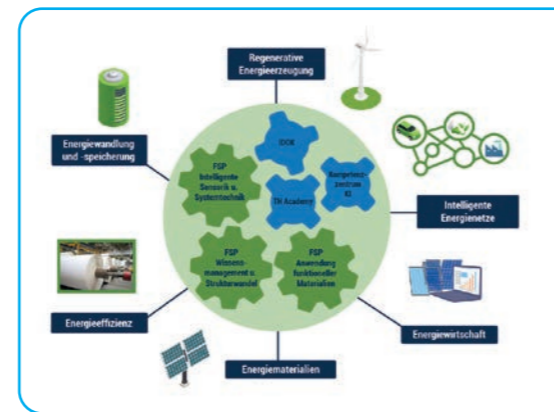 Regenerative
Energieerzeugung
Energiewandlung
und -speicherung
FSP
Intelligente
Sensorik u.
Systemtechnik
Kompetenz-
zentrum
KI
TH Academy
Intelligente
Energienetze
FSP
Wissens-
management u.
Strukturwandel
FSP
Anwendung
funktioneller
Materialien
Energieeffizienz
Energiewirtschaft
Energiematerialien